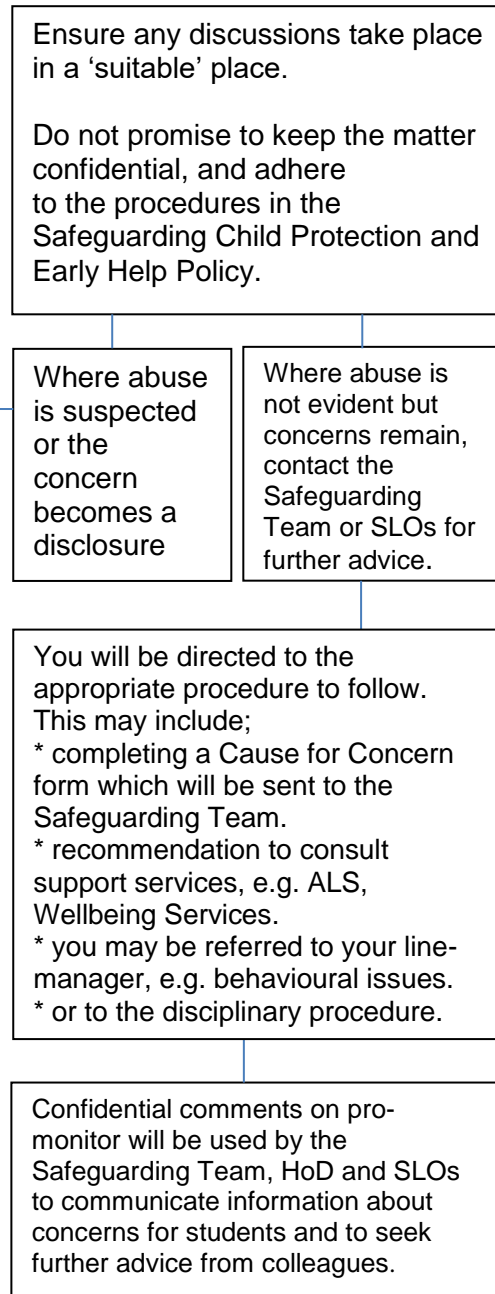 Ensure any discussions take place
in a ‘suitable’ place.
Do not promise to keep the matter
confidential, and adhere
to the procedures in the
Safeguarding Child Protection and
Early Help Policy.
Where abuse
is suspected
or the
concern
becomes a
disclosure
Where abuse is
not evident but
concerns remain,
contact the
Safeguarding
Team or SLOs for
further advice.
You will be directed to the
appropriate procedure to follow.
This may include;
* completing a Cause for Concern
form which will be sent to the
Safeguarding Team.
* recommendation to consult
support services, e.g. ALS,
Wellbeing Services.
* you may be referred to your line-
manager, e.g. behavioural issues.
* or to the disciplinary procedure.
Confidential comments on pro-
monitor will be used by the
Safeguarding Team, HoD and SLOs
to communicate information about
concerns for students and to seek
further advice from colleagues.